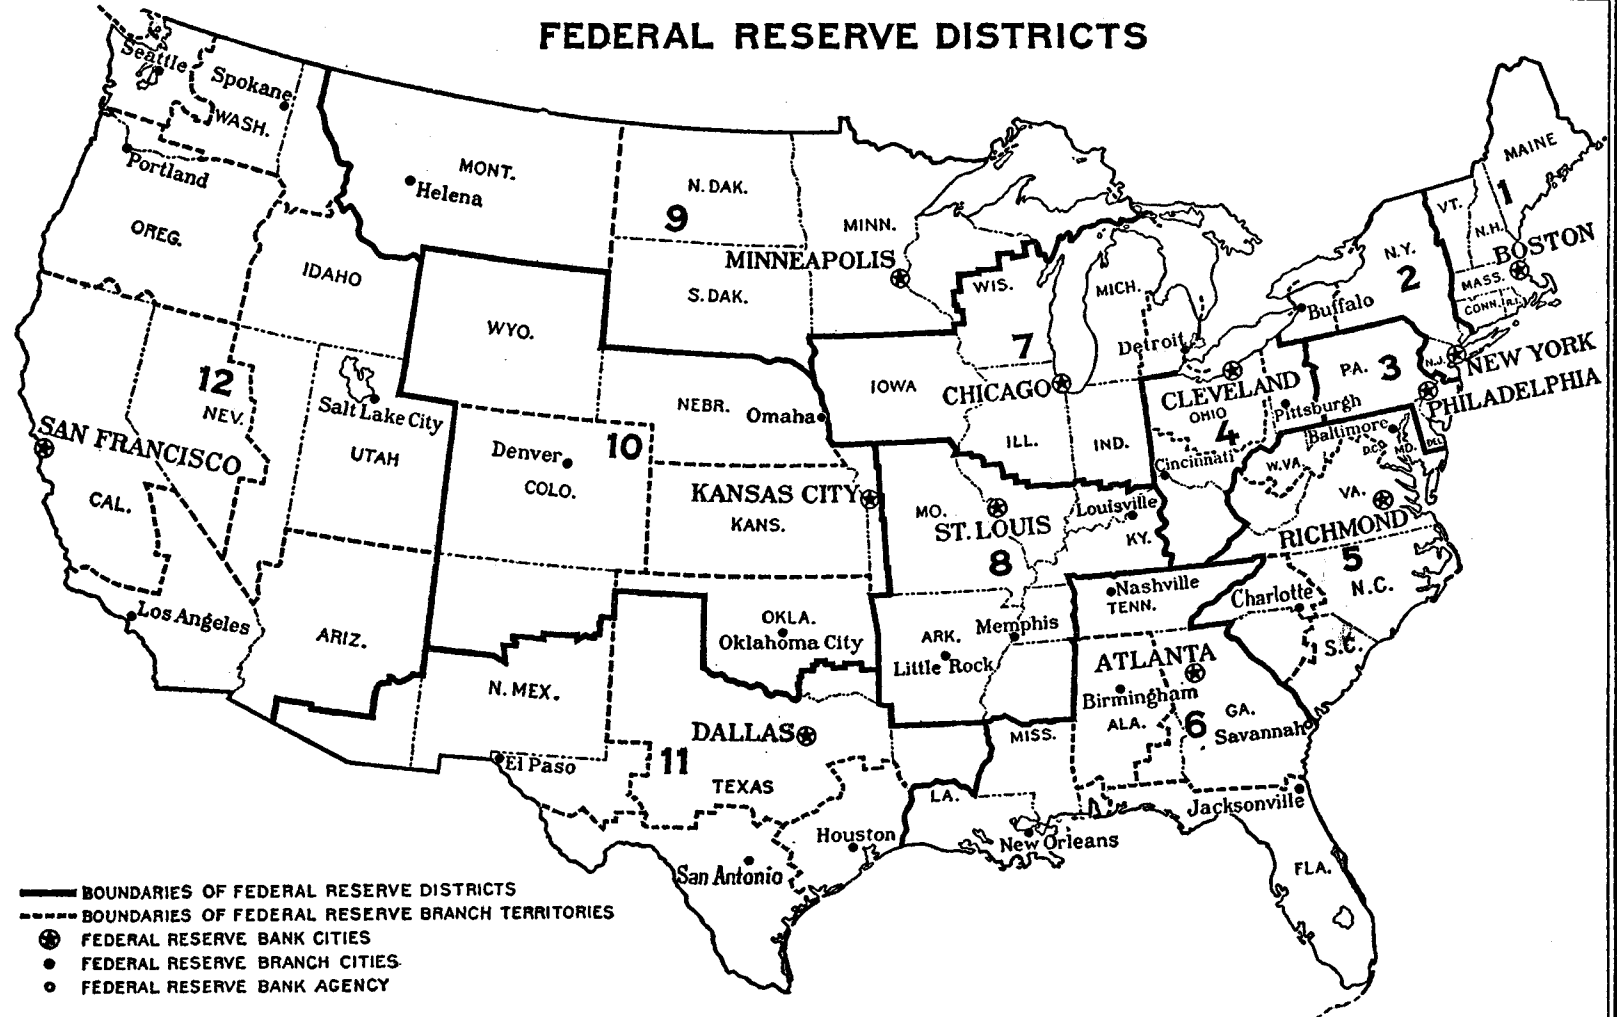 FEDERAL RESERVE DISTRICTS
Seattle
Spokane
WASH.
Portland
OREG.
MONT.
Helena
IDAHO
N. DAK.
9
MINN.
MINNEAPOLIS
S. DAK.
WYO.
WIS.
MICH.
7
Detroit
MAINE
1
VT.
N.H.
BOSTON
MASS.
CONN.
R.I.
N.Y.
2
Buffalo
N.J.
NEW YORK
PA.
3
PHILADELPHIA
IOWA
CHICAGO
CLEVELAND
OHIO
4
Pittsburgh
Cincinnati
Baltimore
D.C.
MD.
DEL.
W.VA.
VA.
RICHMOND
5
N.C.
Charlotte
S.C.
12
NEV.
SAN FRANCISCO
CAL.
Salt Lake City
UTAH
Los Angeles
ARIZ.
NEBR.
Omaha
10
Denver
COLO.
KANSAS CITY
KANS.
ILL.
IND.
MO.
ST. LOUIS
8
Louisville
KY.
Nashville
TENN.
Memphis
ARK.
Little Rock
OKLA.
Oklahoma City
N. MEX.
DALLAS
11
El Paso
TEXAS
Houston
San Antonio
LA.
New Orleans
MISS.
ATLANTA
Birmingham
ALA.
6
GA.
Savannah
Jacksonville
FLA.
BOUNDARIES OF FEDERAL RESERVE DISTRICTS
BOUNDARIES OF FEDERAL RESERVE BRANCH TERRITORIES
FEDERAL RESERVE BANK CITIES
FEDERAL RESERVE BRANCH CITIES
FEDERAL RESERVE BANK AGENCY